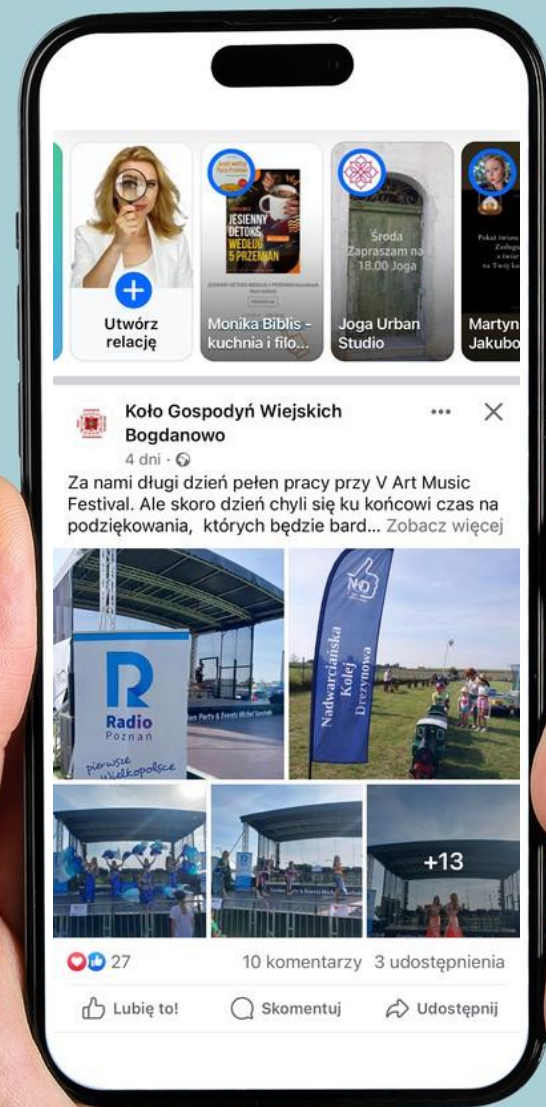 JESIENNY
DETOKS
WEDŁUG
5 PRZEMIAN
Monika Biblis -
kuchnia i filo...
Środa
Zapraszam na
18.00 Joga
Joga Urban
Studio
Martyn
Jakubo
Utwórz
relację
Koło Gospodyń Wiejskich
Bogdanowo
4 dni ·
Za nami długi dzień pełen pracy przy V Art Music
Festival. Ale skoro dzień chyli się ku końcowi czas na
podziękowania, których będzie bard... Zobacz więcej
R
Radio
Poznań
pierwsze
Wielkopolsce
NKD
Nadwarciańska
Kolej
Drezynowa
+13
27
10 komentarzy 3 udostępnienia
Lubię to!
Skomentuj
Udostępnij